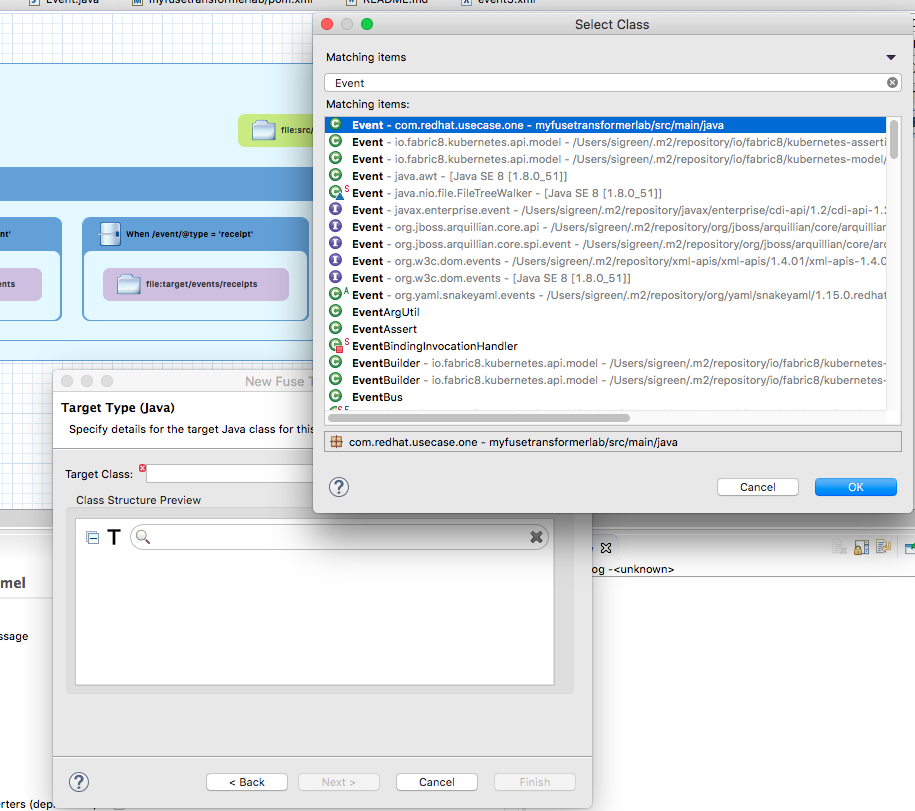 Event.java
myfusetransformerlab/pom.xml
README.md
event3.xml
Select Class
Matching items
Event
Matching items:
Event - com.redhat.usecase.one - myfusetransformerlab/src/main/java
Event - io.fabric8.kubernetes.api.model - /Users/sigreen/.m2/repository/io/fabric8/kubernetes-asserti
Event - io.fabric8.kubernetes.api.model - /Users/sigreen/.m2/repository/io/fabric8/kubernetes-model/
Event - java.awt - [Java SE 8 [1.8.0_51]]
Event - java.nio.file.FileTreeWalker - [Java SE 8 [1.8.0_51]]
Event - javax.enterprise.event - /Users/sigreen/.m2/repository/javax/enterprise/cdi-api/1.2/cdi-api-1.2
Event - org.jboss.arquillian.core.api - /Users/sigreen/.m2/repository/org/jboss/arquillian/core/arquillian
Event - org.jboss.arquillian.core.spi.event - /Users/sigreen/.m2/repository/org/jboss/arquillian/core/arc
Event - org.w3c.dom.events - /Users/sigreen/.m2/repository/xml-apis/xml-apis/1.4.01/xml-apis-1.4.0
Event - org.w3c.dom.events - [Java SE 8 [1.8.0_51]]
Event - org.yaml.snakeyaml.events - /Users/sigreen/.m2/repository/org/yaml/snakeyaml/1.15.0.redhat
EventArgUtil
EventAssert
EventBindingInvocationHandler
EventBuilder - io.fabric8.kubernetes.api.model - /Users/sigreen/.m2/repository/io/fabric8/kubernetes-
EventBuilder - io.fabric8.kubernetes.api.model - /Users/sigreen/.m2/repository/io/fabric8/kubernetes-
EventBus
com.redhat.usecase.one - myfusetransformerlab/src/main/java
Cancel
OK
file:src/
nt'
When /event/@type = 'receipt'
ents
file:target/events/receipts
New Fuse T
Target Type (Java)
Specify details for the target Java class for this
Target Class:
Class Structure Preview
T
< Back
Next >
Cancel
Finish
og -<unknown>
mel
ssage
rters (dep